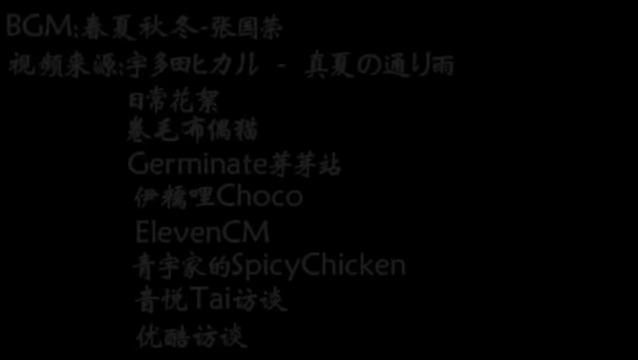 BGM:春夏秋冬-张国荣
視頻来源:宇多田ヒカル - 真夏の通り雨
日常花絮
卷毛布偶猫
Germinate芽芽站
伊糯哩Choco
ElevenCM
青宇家的SpicyChicken
音悦Tai访谈
优酷访谈